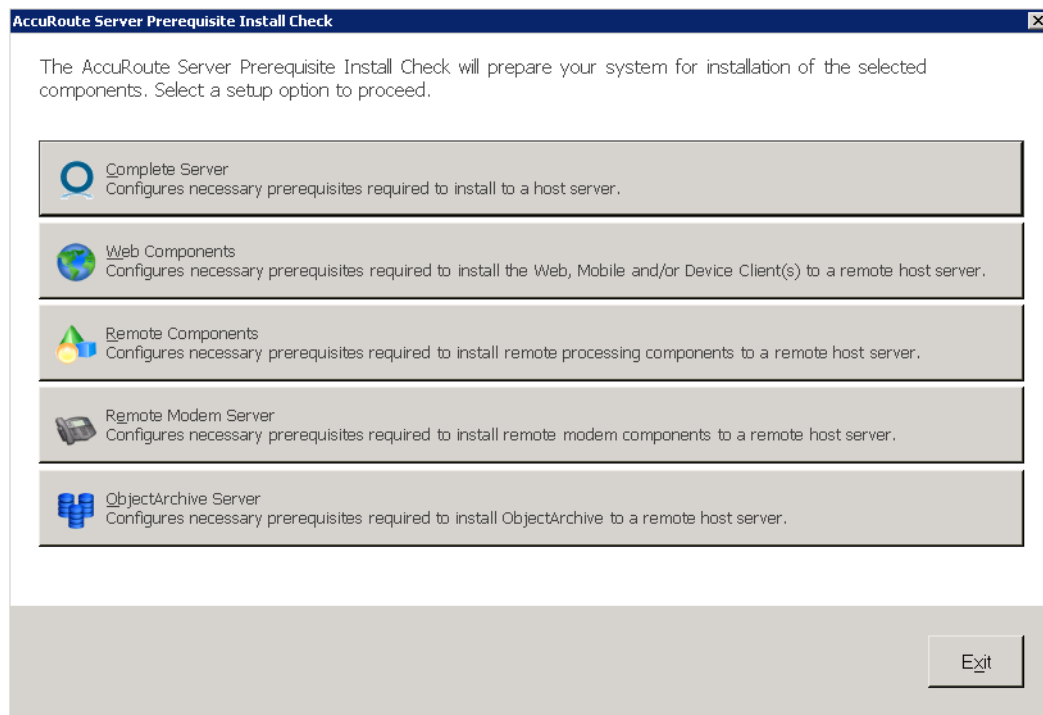 AccuRoute Server Prerequisite Install Check
The AccuRoute Server Prerequisite Install Check will prepare your system for installation of the selected
components. Select a setup option to proceed.
Complete Server
Configures necessary prerequisites required to install to a host server.
Web Components
Configures necessary prerequisites required to install the Web, Mobile and/or Device Client(s) to a remote host server.
Remote Components
Configures necessary prerequisites required to install remote processing components to a remote host server.
Remote Modem Server
Configures necessary prerequisites required to install remote modem components to a remote host server.
ObjectArchive Server
Configures necessary prerequisites required to install ObjectArchive to a remote host server.
Exit